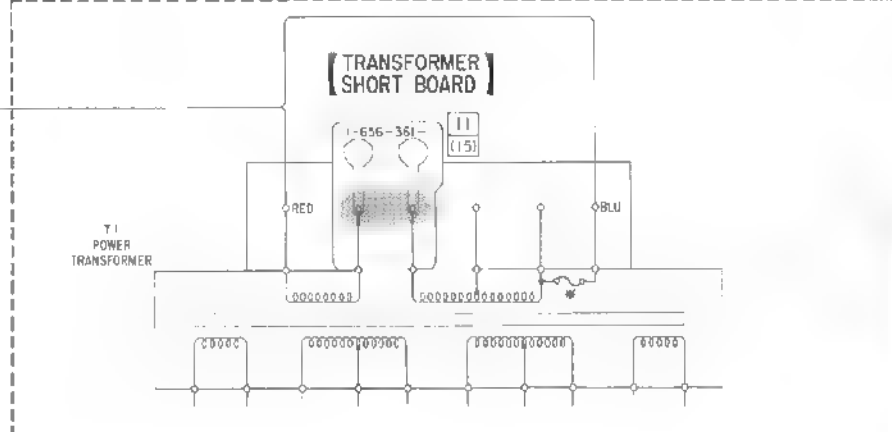 TRANSFORMER
SHORT BOARD
1-656-361-
11
(15)
RED
BLU
T1
POWER
TRANSFORMER
*